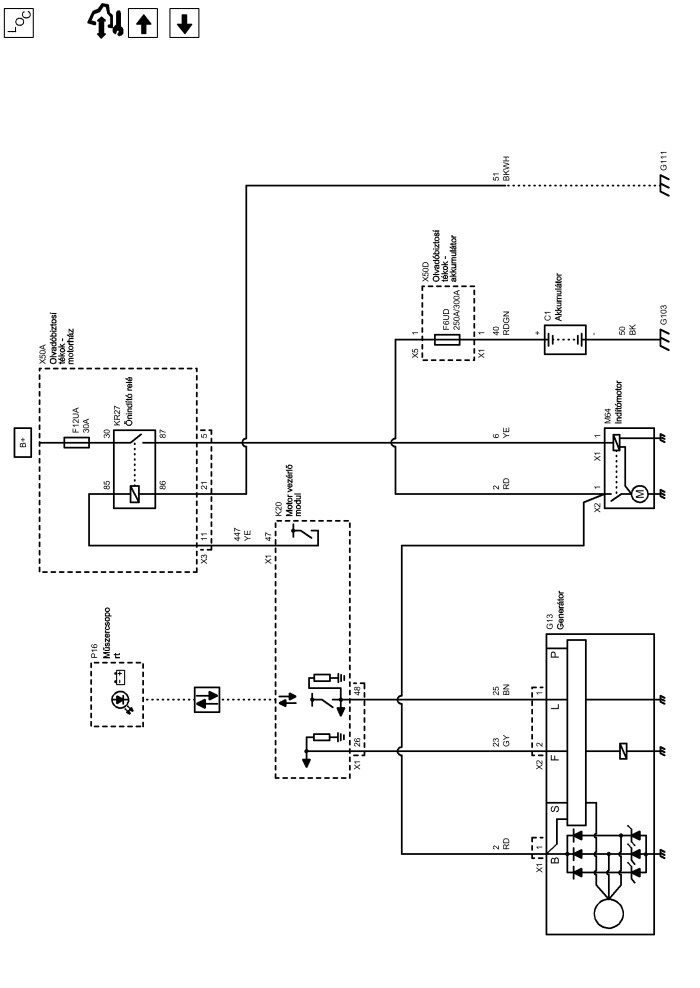 LOC
B+
X50A
Olvadóbiztosí
tékok -
motorház
F12UA
30A
KR27
Önindító relé
30
87
85
86
5
21
11
X3
447
YE
51
BKWH
G111
X50D
Olvadóbiztosí
tékok -
akkumulátor
F6UD
250A/300A
X5
1
X1
1
40
RDGN
C1
Akkumulátor
+
-
50
BK
G103
6
YE
2
RD
M64
Indítómotor
X1
1
X2
1
M
P16
Műszercsopo
rt
- +
K20
Motor vezérlő
modul
X1
47
48
X1
26
25
BN
23
GY
2
RD
G13
Generátor
P
L
1
F
2
X2
S
B
1
X1